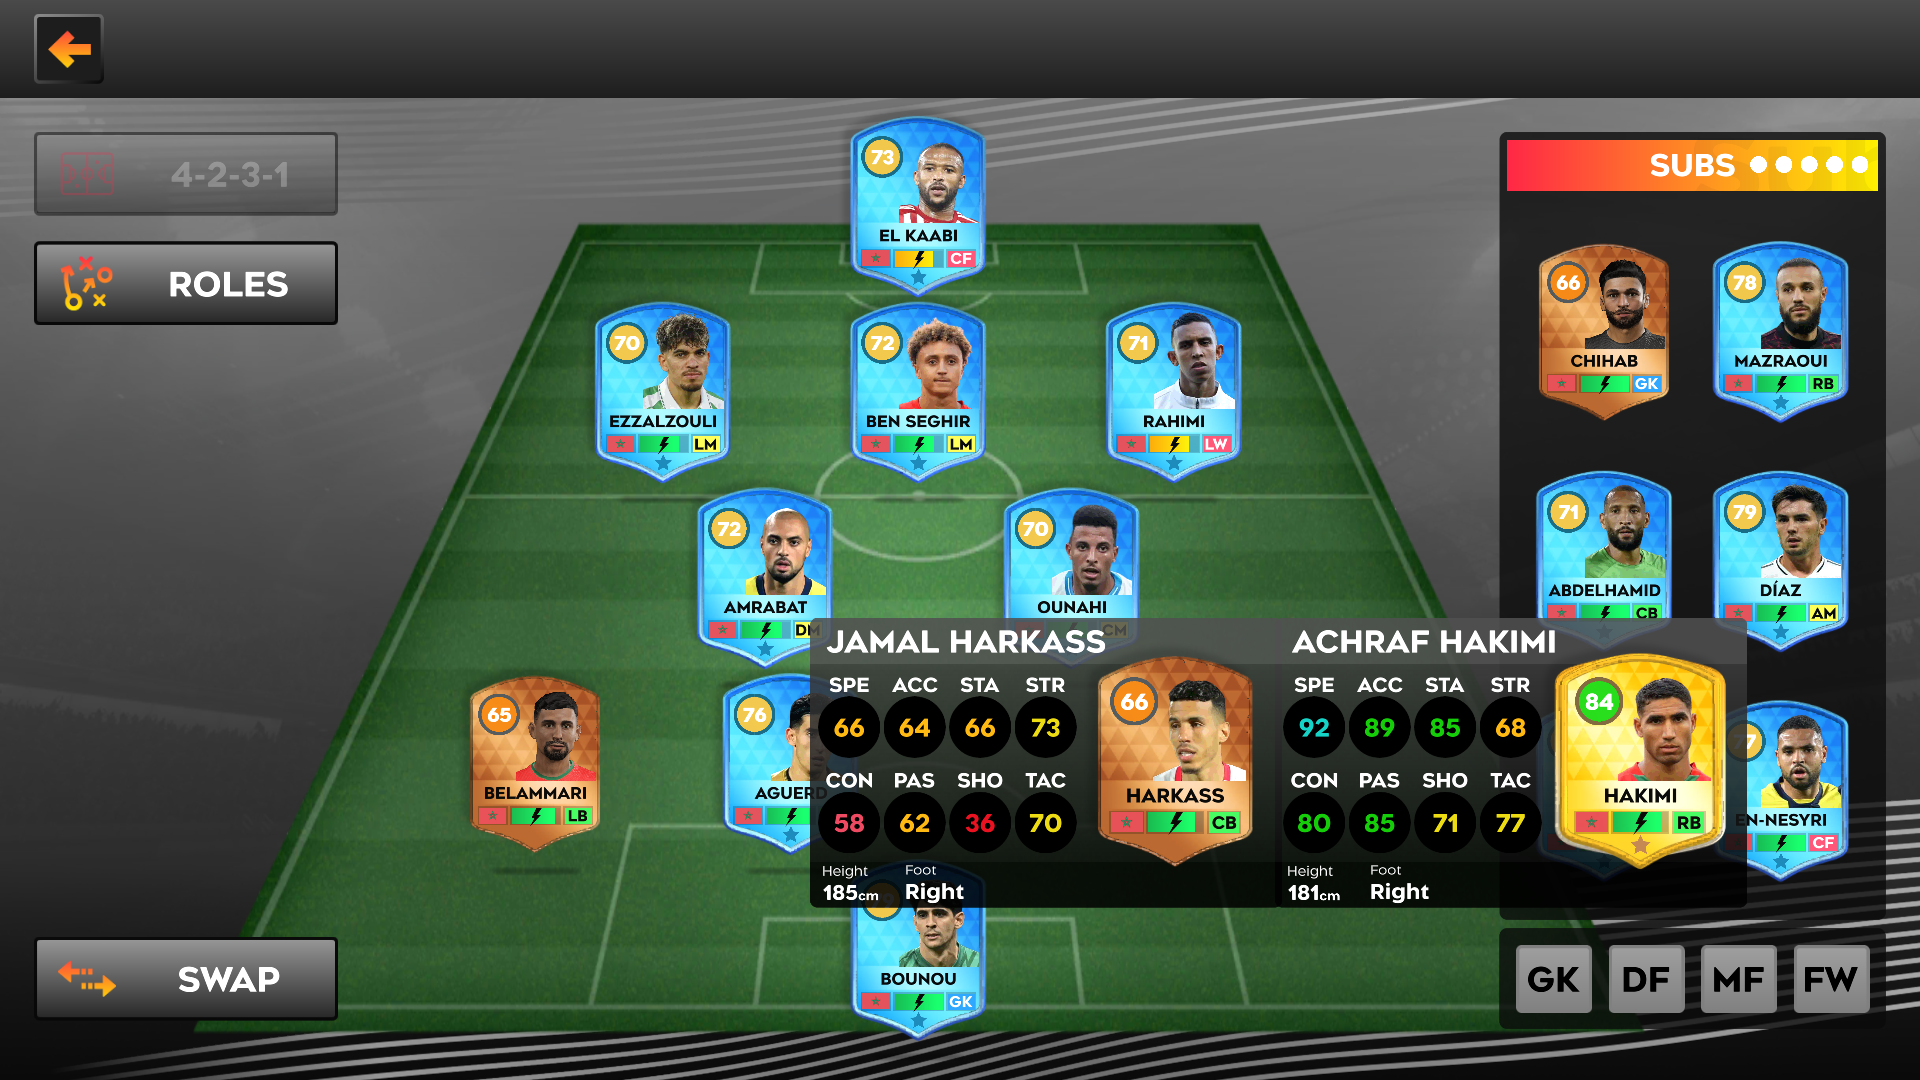 4-2-3-1
ROLES
SWAP
73
EL KAABI
CF
70
EZZALZOULI
LM
72
BEN SEGHIR
LM
71
RAHIMI
LW
72
AMRABAT
DM
70
OUNAHI
CM
65
BELAMMARI
LB
76
AGUERD
BOUNOU
GK
JAMAL HARKASS
SPE ACC STA STR
66 64 66 73
CON PAS SHO TAC
58 62 36 70
Height Foot
185cm Right
66
HARKASS
CB
ACHRAF HAKIMI
SPE ACC STA STR
92 89 85 68
CON PAS SHO TAC
80 85 71 77
Height Foot
181cm Right
84
HAKIMI
RB
SUBS
66
CHIHAB
GK
78
MAZRAOUI
RB
71
ABDELHAMID
CB
79
DÍAZ
AM
EN-NESYRI
CF
GK DF MF FW